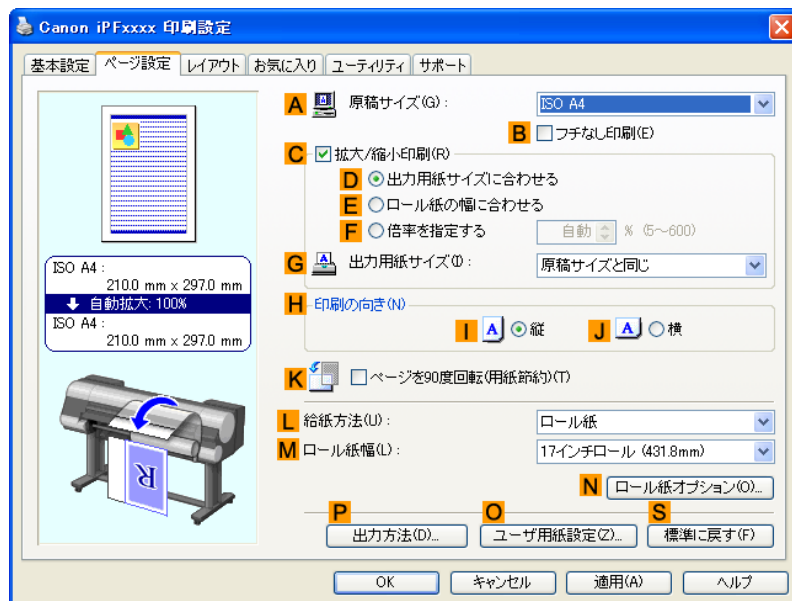 Canon iPFxxxx 印刷設定
基本設定 ページ設定 レイアウト お気に入り ユーティリティ サポート
A 原稿サイズ(G): ISO A4
B フチなし印刷(E)
C 拡大/縮小印刷(R)
D 出力用紙サイズに合わせる
E ロール紙の幅に合わせる
F 倍率を指定する 自動 % (5～600)
G 出力用紙サイズ(I): 原稿サイズと同じ
ISO A4 :
210.0 mm x 297.0 mm
自動拡大: 100%
ISO A4 :
210.0 mm x 297.0 mm
H 印刷の向き(N)
I A 縦 J A 横
K ページを90度回転(用紙節約)(T)
R
L 給紙方法(U): ロール紙
M ロール紙幅(L): 17インチロール (431.8mm)
N ロール紙オプション(O)...
P O S
出力方法(D)... ユーザ用紙設定(Z)... 標準に戻す(F)
OK キャンセル 適用(A) ヘルプ